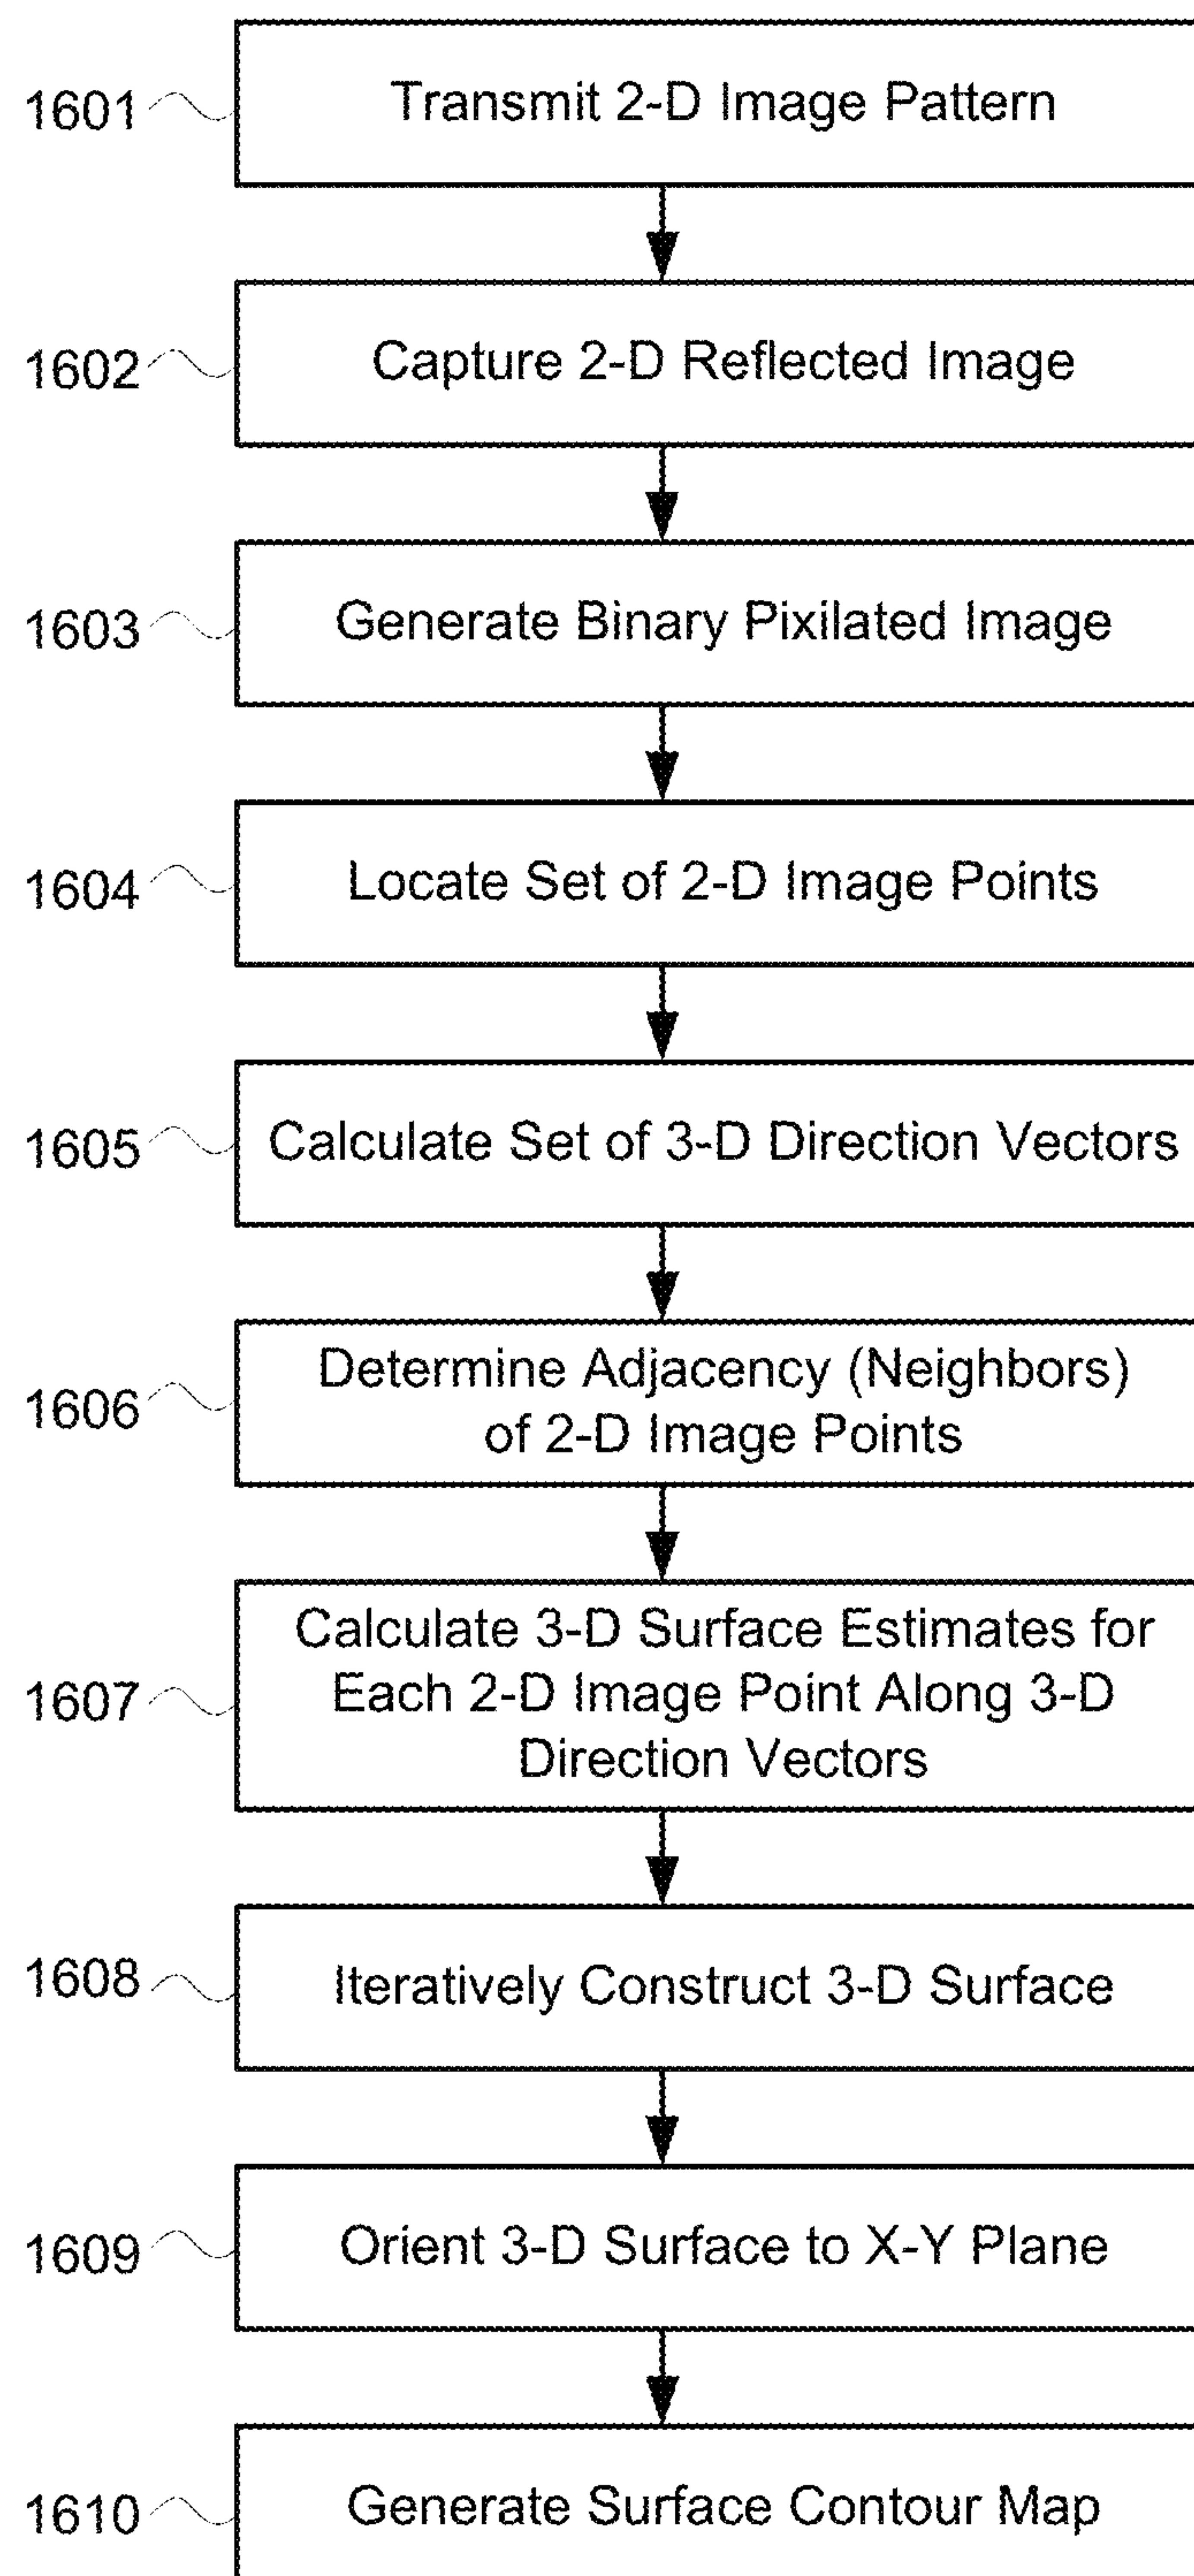 1601
Transmit 2-D Image Pattern
1602
Capture 2-D Reflected Image
1603
Generate Binary Pixilated Image
1604
Locate Set of 2-D Image Points
1605
Calculate Set of 3-D Direction Vectors
1606
Determine Adjacency (Neighbors)
of 2-D Image Points
1607
Calculate 3-D Surface Estimates for
Each 2-D Image Point Along 3-D
Direction Vectors
1608
Iteratively Construct 3-D Surface
1609
Orient 3-D Surface to X-Y Plane
1610
Generate Surface Contour Map